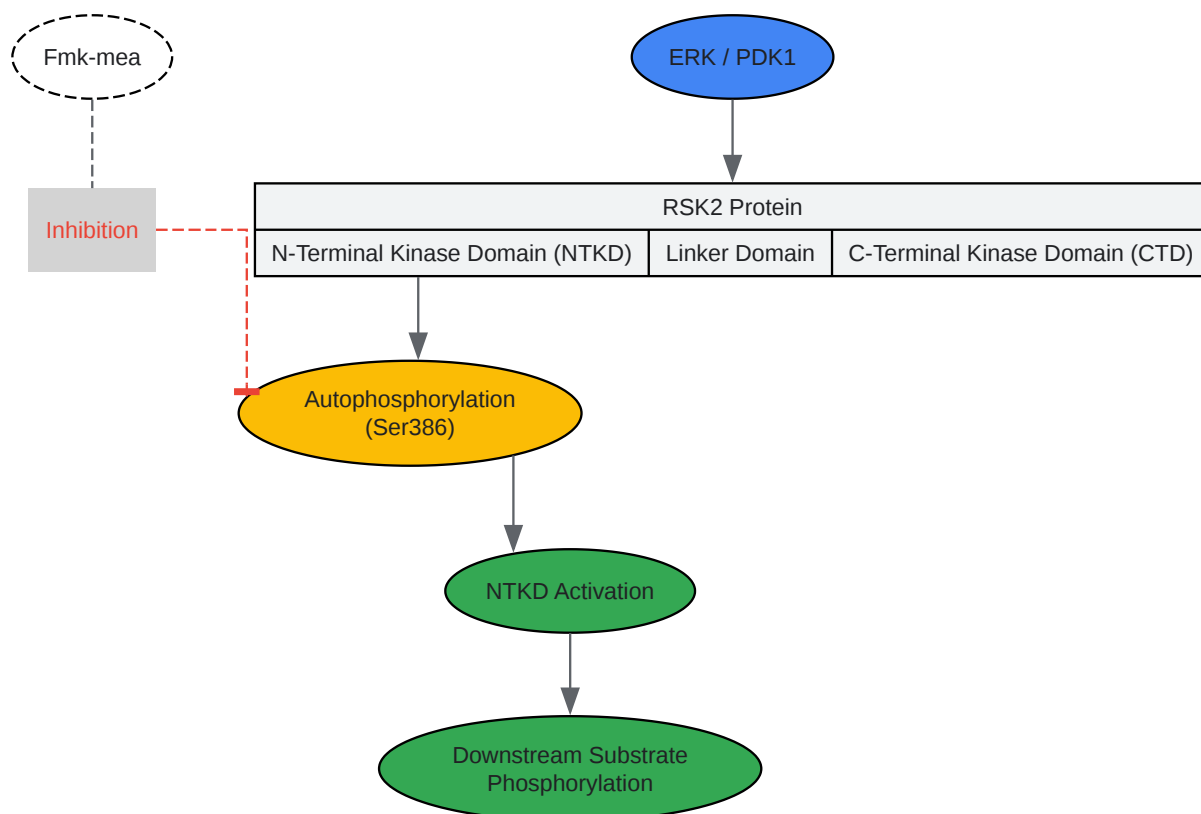 Fmk-mea
ERK / PDK1
RSK2 Protein
Inhibition
N-Terminal Kinase Domain (NTKD)
Linker Domain
C-Terminal Kinase Domain (CTD)
Autophosphorylation
(Ser386)
NTKD Activation
Downstream Substrate
Phosphorylation